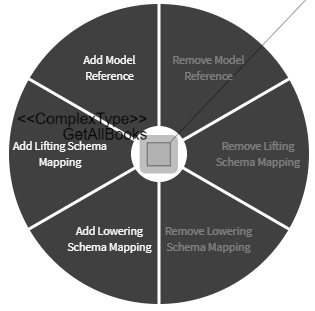 Add Model
Reference
Remove Model
Reference
<<ComplexType>>
GetAllBooks
Add Lifting Schema
Mapping
Remove Lifting
Schema Mapping
Add Lowering
Schema Mapping
Remove Lowering
Schema Mapping